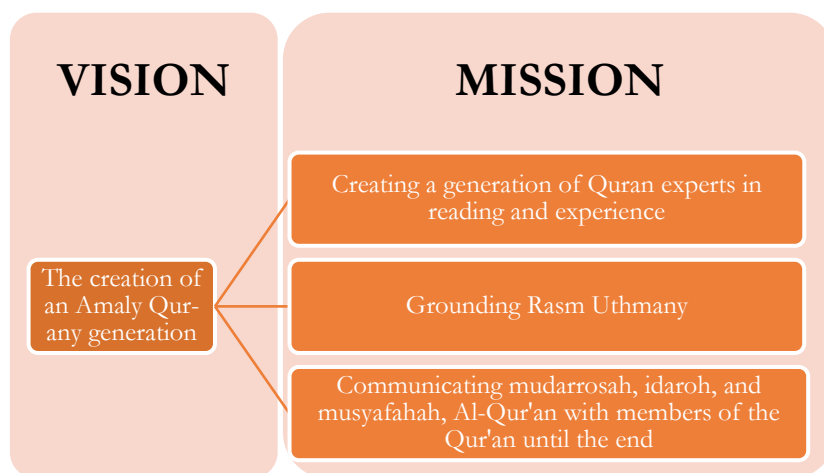 VISION
MISSION
The creation of
an Amaly Qur-
any generation
Creating a generation of Quran experts in
reading and experience
Grounding Rasm Uthmany
Communicating mudarrosah, idaroh, and
musyafahah, Al-Qur'an with members of the
Qur'an until the end